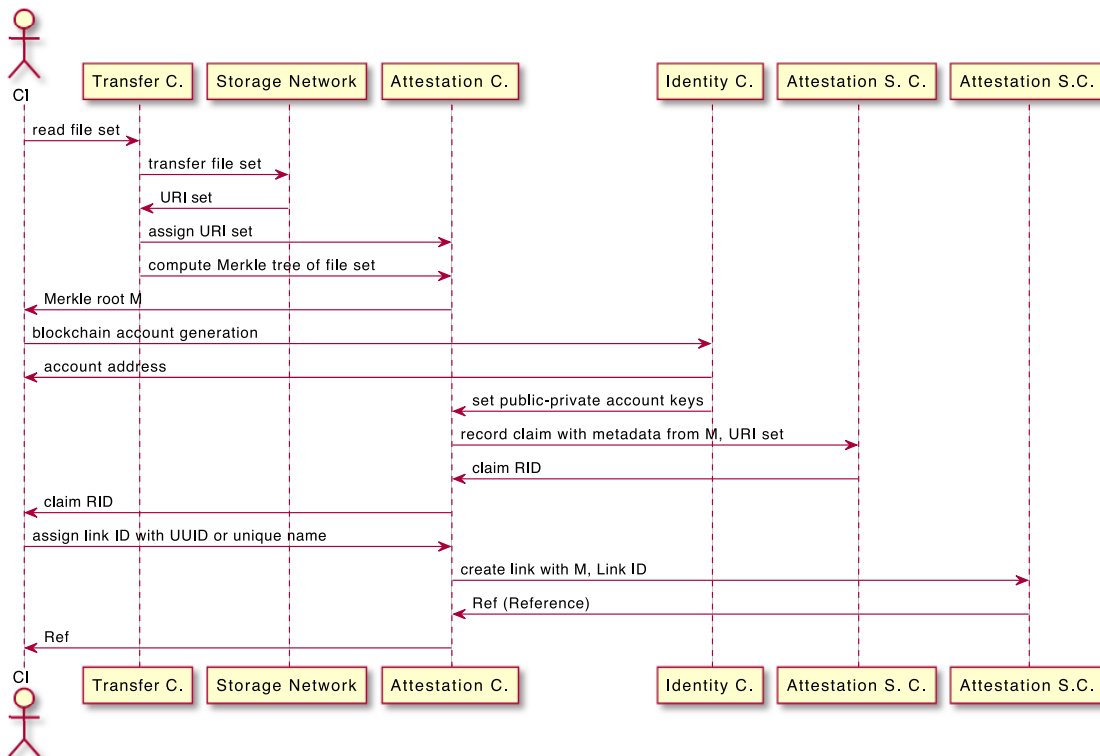 Transfer C.
Storage Network
Attestation C.
Identity C.
Attestation S. C.
Attestation S.C.
CI
read file set
transfer file set
URI set
assign URI set
compute Merkle tree of file set
Merkle root M
blockchain account generation
account address
set public-private account keys
record claim with metadata from M, URI set
claim RID
claim RID
assign link ID with UUID or unique name
create link with M, Link ID
Ref (Reference)
Ref
CI
Transfer C.
Storage Network
Attestation C.
Identity C.
Attestation S. C.
Attestation S.C.